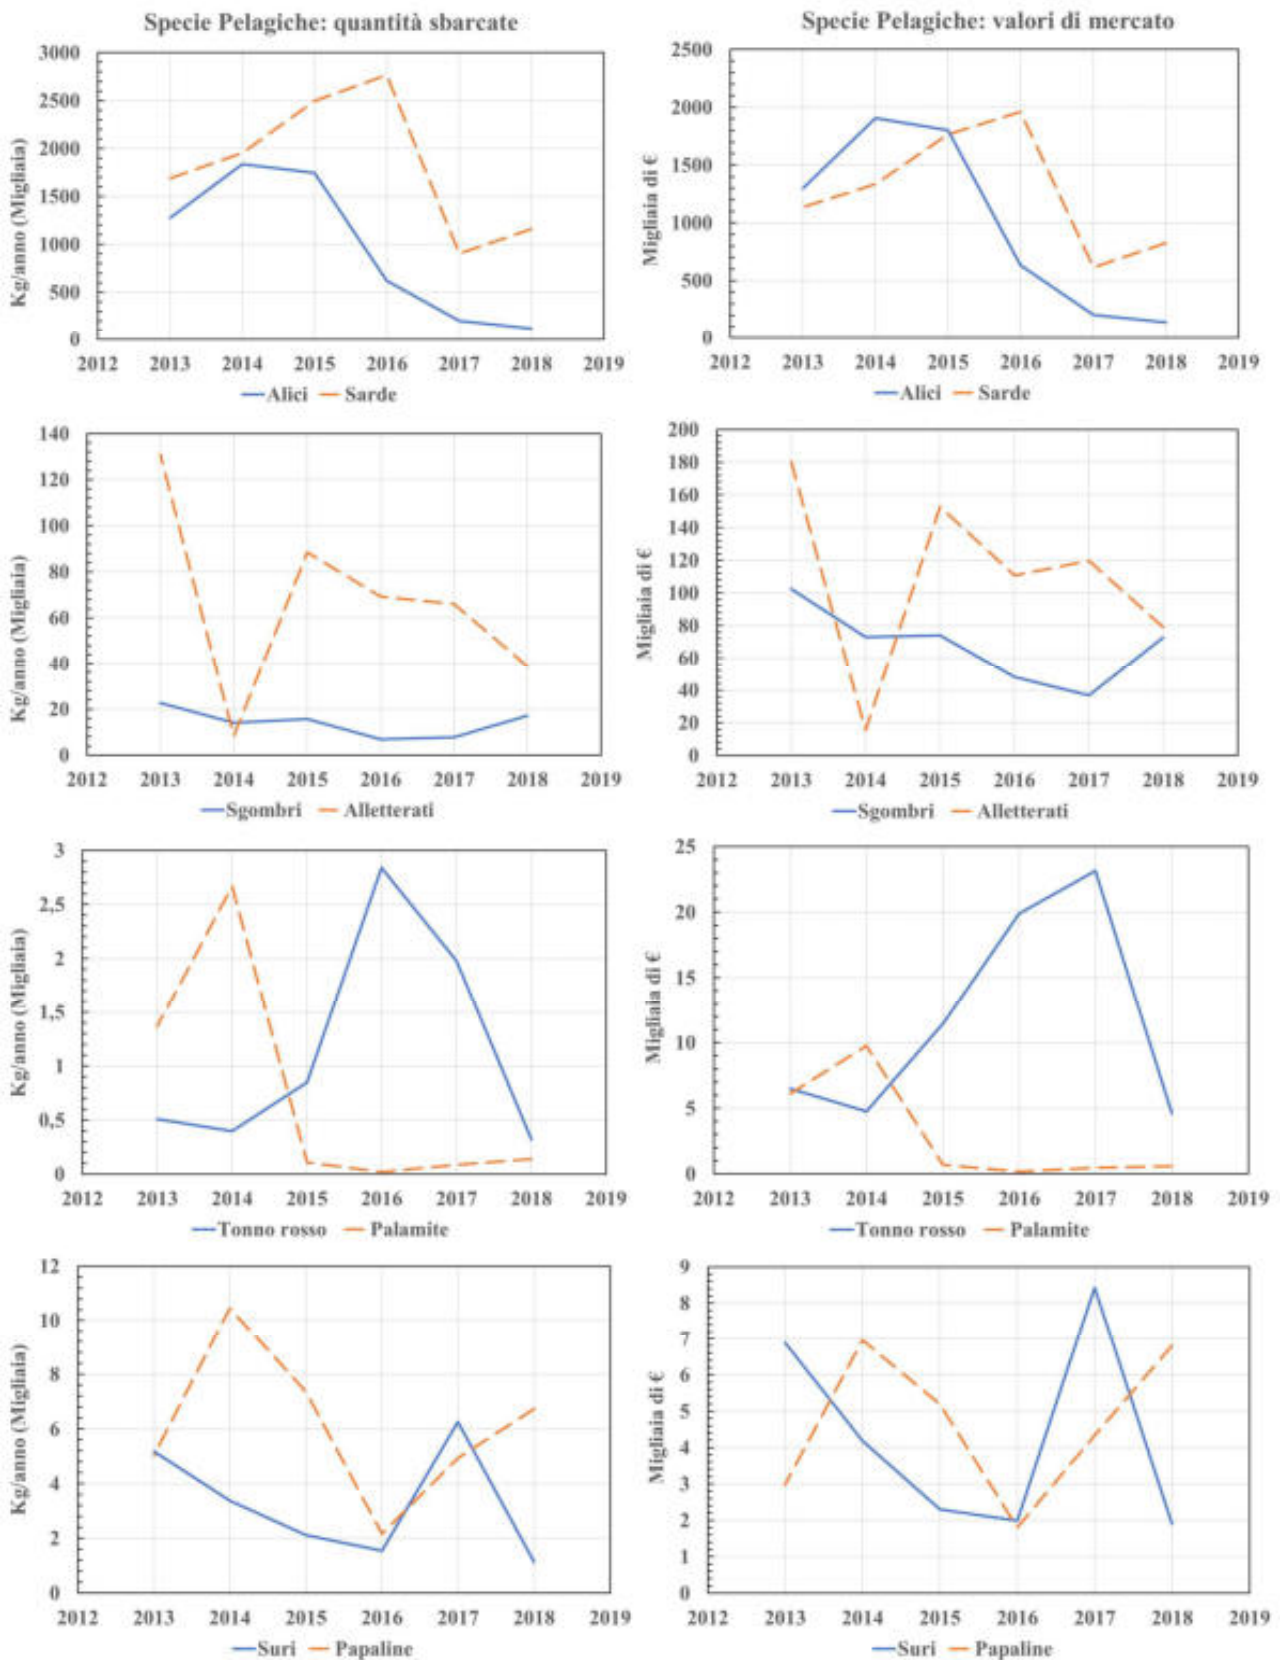 Specie Pelagiche: quantità sbarcate
Kg/anno (Migliaia)
3000
2500
2000
1500
1000
500
0
2012 2013 2014 2015 2016 2017 2018 2019
Alici Sarde
Specie Pelagiche: valori di mercato
Migliaia di €
2500
2000
1500
1000
500
0
2012 2013 2014 2015 2016 2017 2018 2019
Alici Sarde
Kg/anno (Migliaia)
140
120
100
80
60
40
20
0
2012 2013 2014 2015 2016 2017 2018 2019
Sgombri Alletterati
Migliaia di €
200
180
160
140
120
100
80
60
40
20
0
2012 2013 2014 2015 2016 2017 2018 2019
Sgombri Alletterati
Kg/anno (Migliaia)
3
2,5
2
1,5
1
0,5
0
2012 2013 2014 2015 2016 2017 2018 2019
Tonno rosso Palamite
Migliaia di €
25
20
15
10
5
0
2012 2013 2014 2015 2016 2017 2018 2019
Tonno rosso Palamite
Kg/anno (Migliaia)
12
10
8
6
4
2
0
2012 2013 2014 2015 2016 2017 2018 2019
Suri Papaline
Migliaia di €
9
8
7
6
5
4
3
2
1
0
2012 2013 2014 2015 2016 2017 2018 2019
Suri Papaline